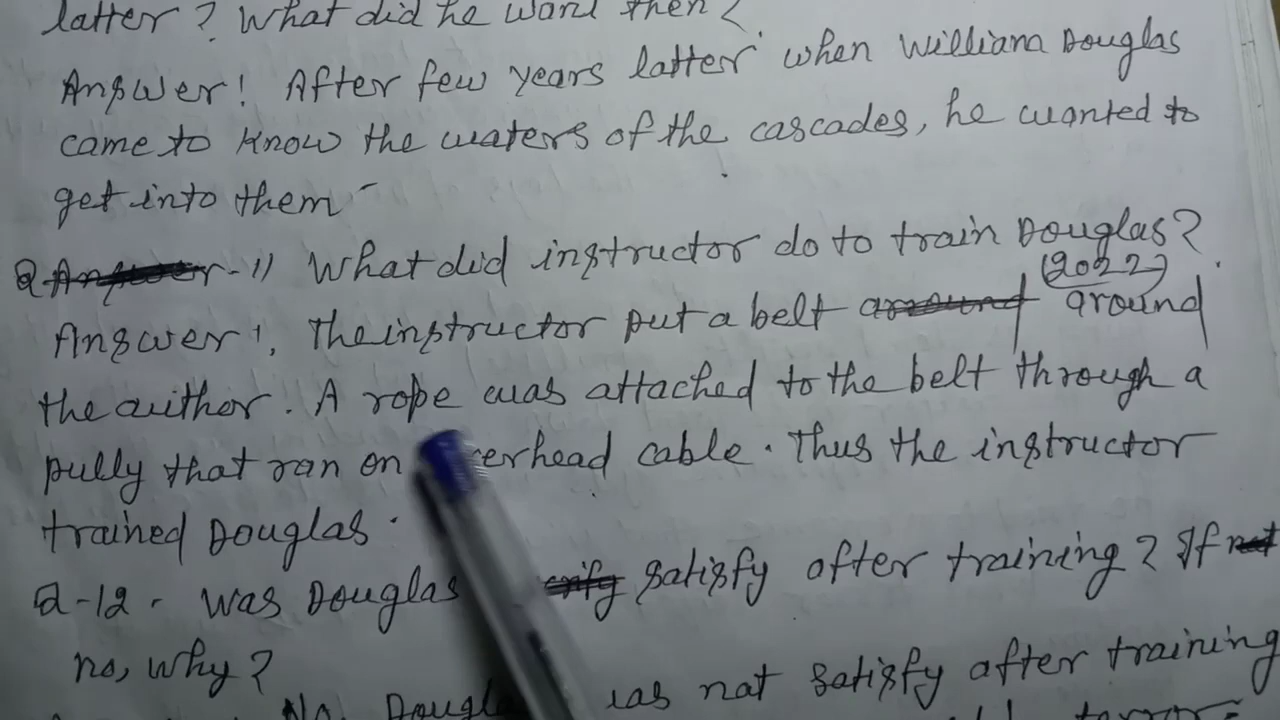 latter? What did he want then?
Answer! After few years latter when William Douglas
came to know the waters of the cascades, he wanted to
get into them
Q-11 What did instructor do to train Douglas?
(2022)
Answer!, The instructor put a belt around
the author. A rope was attached to the belt through a
pully that ran on overhead cable. Thus the instructor
trained Douglas.
Q-12. Was Douglas satisfy after training? If
no, why?
No, Douglas was not satisfy after training
terror